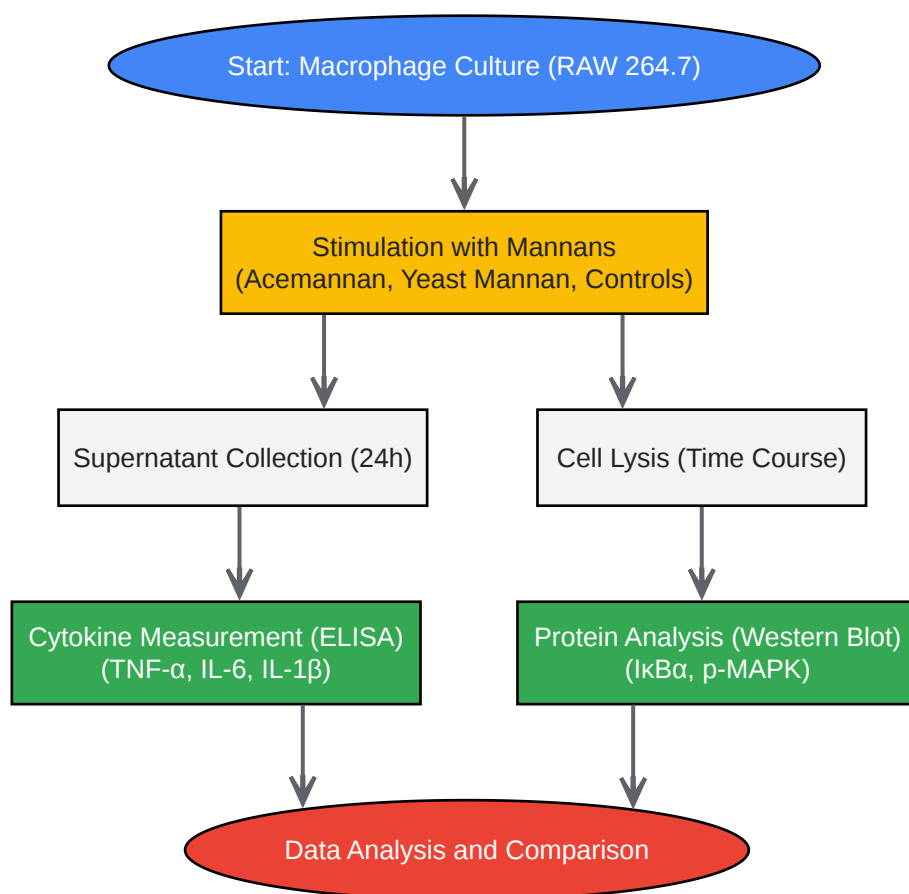 Start: Macrophage Culture (RAW 264.7)
Stimulation with Mannans
(Acemannan, Yeast Mannan, Controls)
Supernatant Collection (24h)
Cell Lysis (Time Course)
Cytokine Measurement (ELISA)
(TNF-α, IL-6, IL-1β)
Protein Analysis (Western Blot)
(IκBα, p-MAPK)
Data Analysis and Comparison